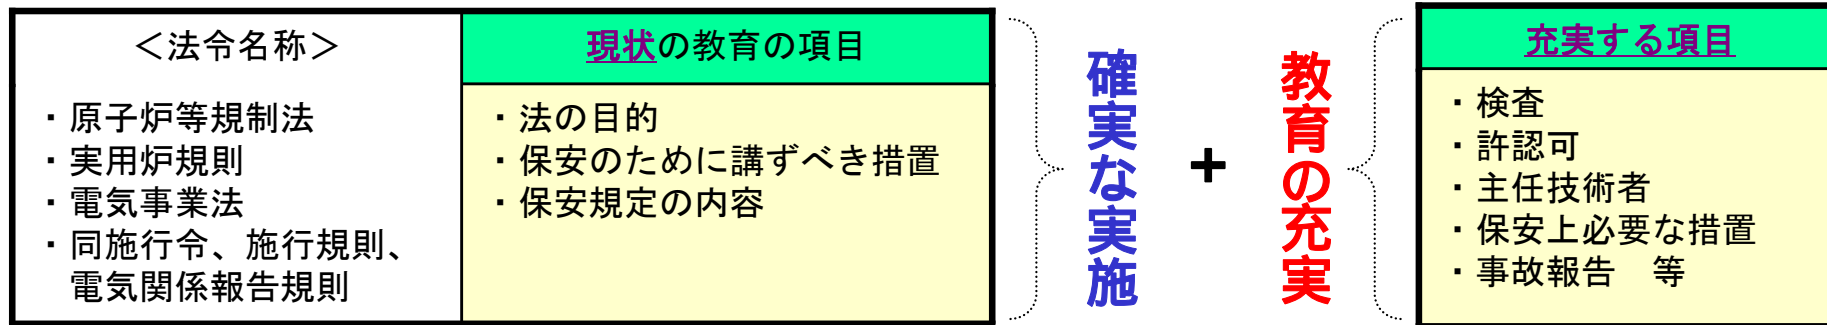 ＜法令名称＞
・原子炉等規制法
・実用炉規則
・電気事業法
・同施行令、施行規則、
電気関係報告規則
現状の教育の項目
・法の目的
・保安のために講ずべき措置
・保安規定の内容
確実な実施
+
教育の充実
充実する項目
・検査
・許認可
・主任技術者
・保安上必要な措置
・事故報告　等